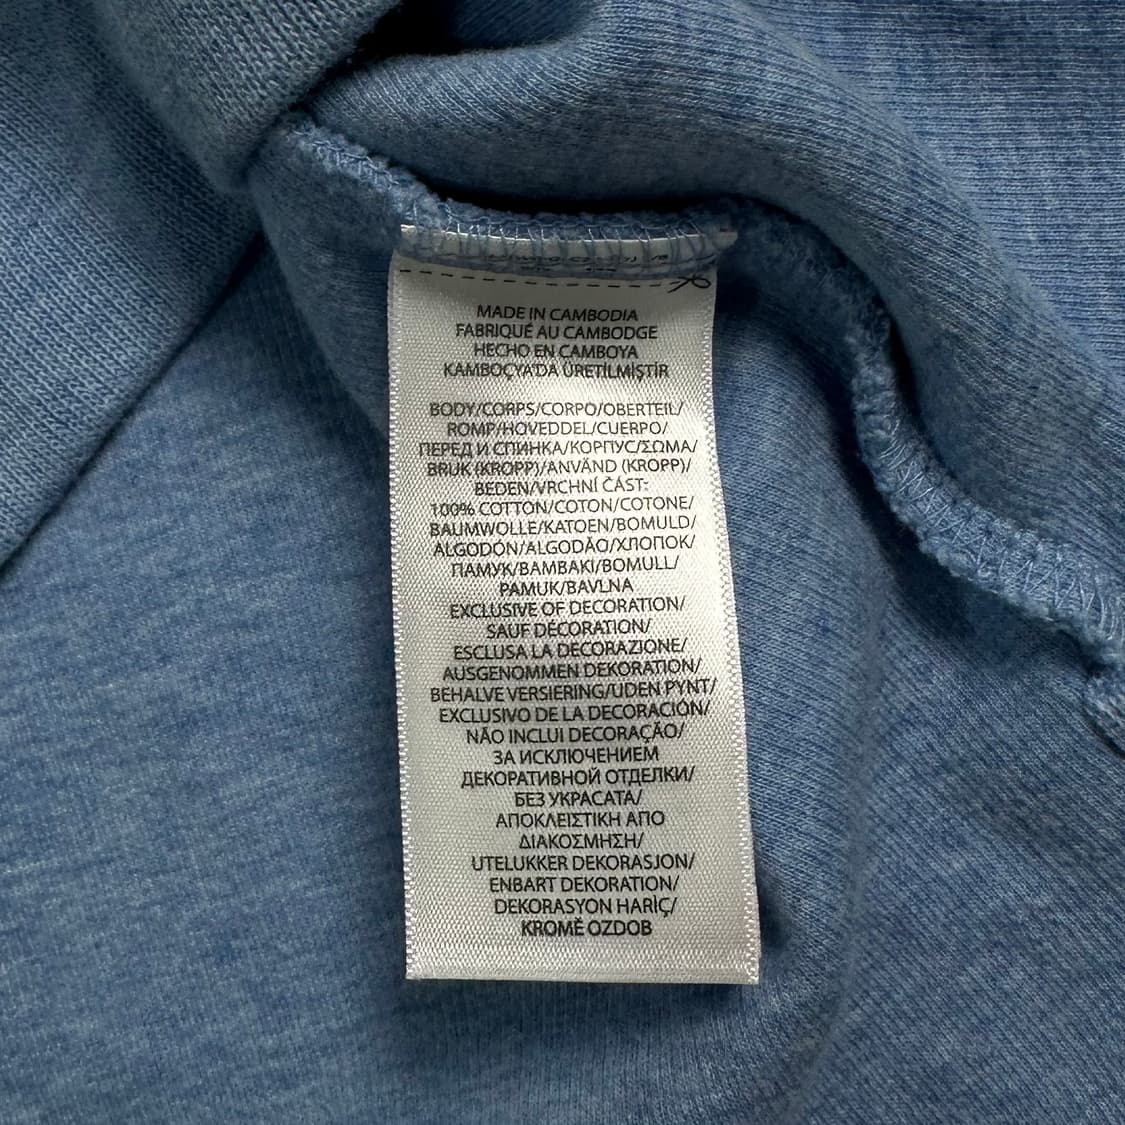 MADE IN CAMBODIA
FABRIQUÉ AU CAMBODGE
HECHO EN CAMBOYA
KAMBOÇYA'DA ÜRETİLMİŞTİR
BODY/CORPS/CORPO/OBERTEIL/
ROMP/HOVEDDEL/CUERPO/
ПЕРЕД И СПИНКА/КОРПУС/ΣΩΜΑ/
BRUK (KROPP)/ANVÄND (KROPP)/
BEDEN/VRCHNÍ ČÁST:
100% COTTON/COTON/COTONE/
BAUMWOLLE/KATOEN/BOMULD/
ALGODÓN/ALGODÃO/ХЛОПОК/
ПАМУК/ΒΑΜΒΑΚΙ/BOMULL/
PAMUK/BAVLNA
EXCLUSIVE OF DECORATION/
SAUF DÉCORATION/
ESCLUSA LA DECORAZIONE/
AUSGENOMMEN DEKORATION/
BEHALVE VERSIERING/UDEN PYNT/
EXCLUSIVO DE LA DECORACIÓN/
NÃO INCLUI DECORAÇÃO/
ЗА ИСКЛЮЧЕНИЕМ
ДЕКОРАТИВНОЙ ОТДЕЛКИ/
БЕЗ УКРАСАТА/
ΑΠΟΚΛΕΙΣΤΙΚΗ ΑΠΟ
ΔΙΑΚΟΣΜΗΣΗ/
UTELUKKER DEKORASJON/
ENBART DEKORATION/
DEKORASYON HARİÇ/
KROMĚ OZDOB